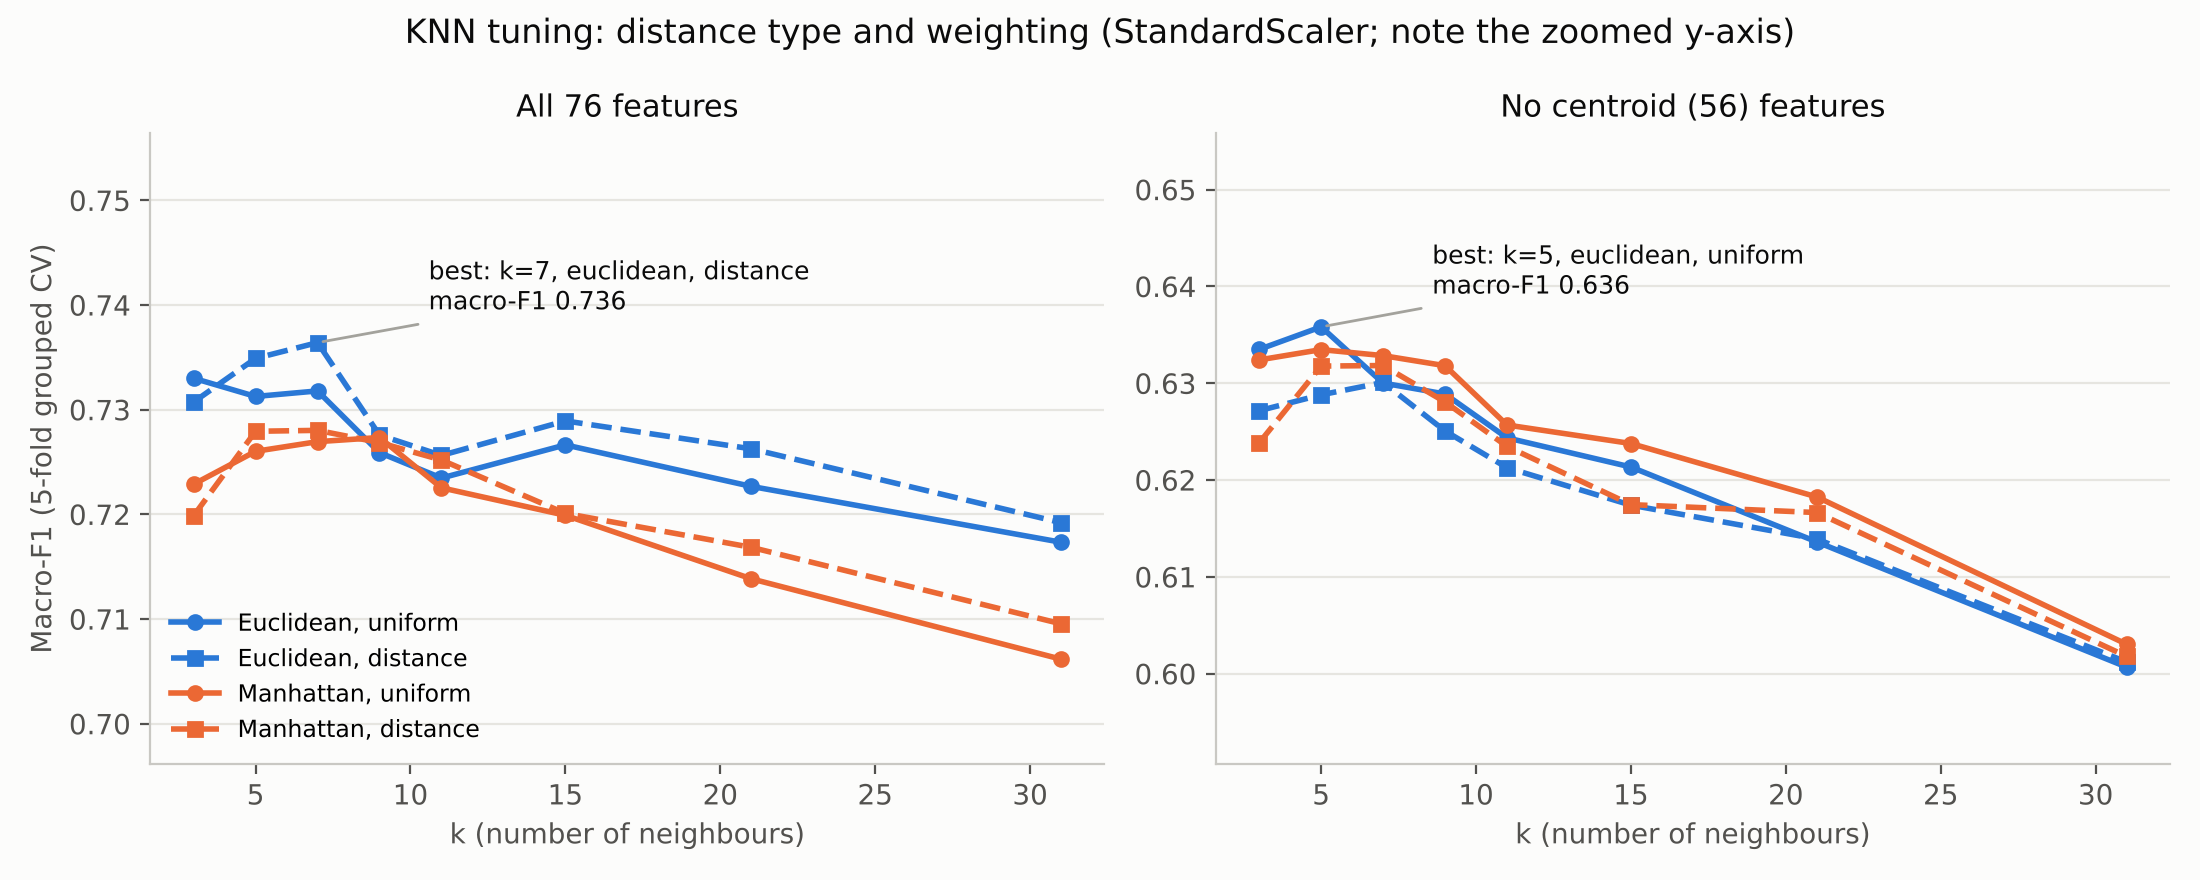 KNN tuning: distance type and weighting (StandardScaler; note the zoomed y-axis)
All 76 features
Macro-F1 (5-fold grouped CV)
0.75
0.74
0.73
0.72
0.71
0.70
best: k=7, euclidean, distance
macro-F1 0.736
Euclidean, uniform
Euclidean, distance
Manhattan, uniform
Manhattan, distance
5 10 15 20 25 30
k (number of neighbours)
No centroid (56) features
0.65
0.64
0.63
0.62
0.61
0.60
best: k=5, euclidean, uniform
macro-F1 0.636
5 10 15 20 25 30
k (number of neighbours)